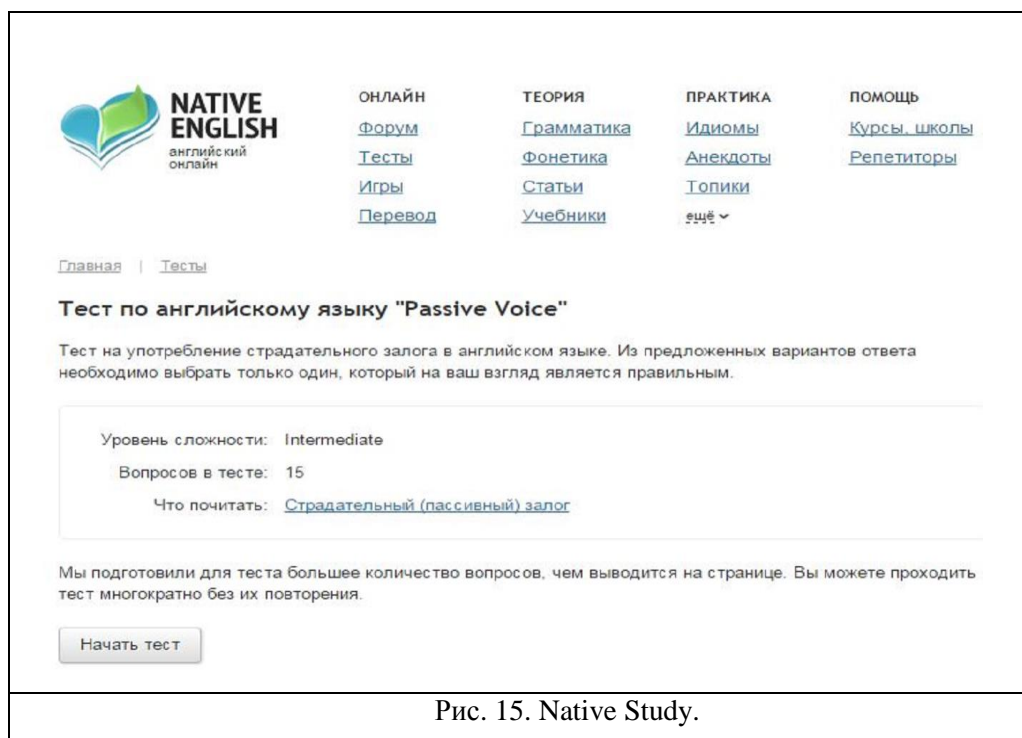 NATIVE
ENGLISH
английский
онлайн
ОНЛАЙН
Форум
Тесты
Игры
Перевод
ТЕОРИЯ
Грамматика
Фонетика
Статьи
Учебники
ПРАКТИКА
Идиомы
Анекдоты
Топики
ещё
ПОМОЩЬ
Курсы, школы
Репетиторы
Главная | Тесты
Тест по английскому языку "Passive Voice"
Тест на употребление страдательного залога в английском языке. Из предложенных вариантов ответа
необходимо выбрать только один, который на ваш взгляд является правильным.
Уровень сложности: Intermediate
Вопросов в тесте: 15
Что почитать: Страдательный (пассивный) залог
Мы подготовили для теста большее количество вопросов, чем выводится на странице. Вы можете проходить
тест многократно без их повторения.
Начать тест
Рис. 15. Native Study.